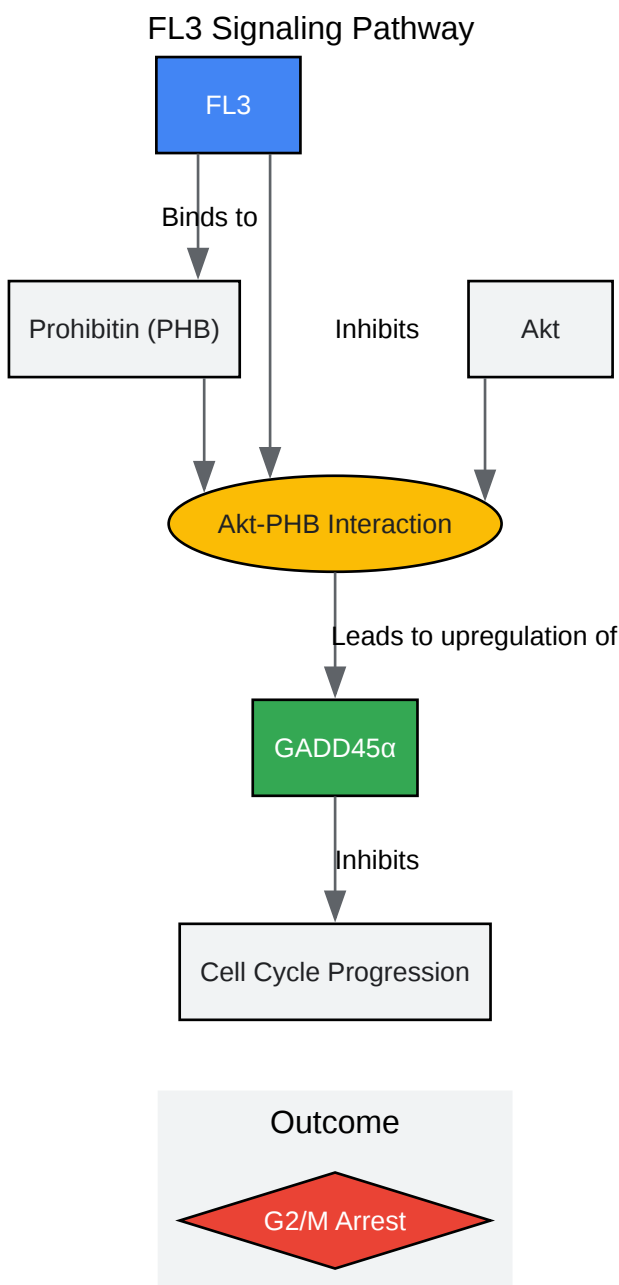 FL3 Signaling Pathway
FL3
Binds to
Prohibitin (PHB)
Inhibits
Akt
Akt-PHB Interaction
Leads to upregulation of
GADD45α
Inhibits
Cell Cycle Progression
Outcome
G2/M Arrest